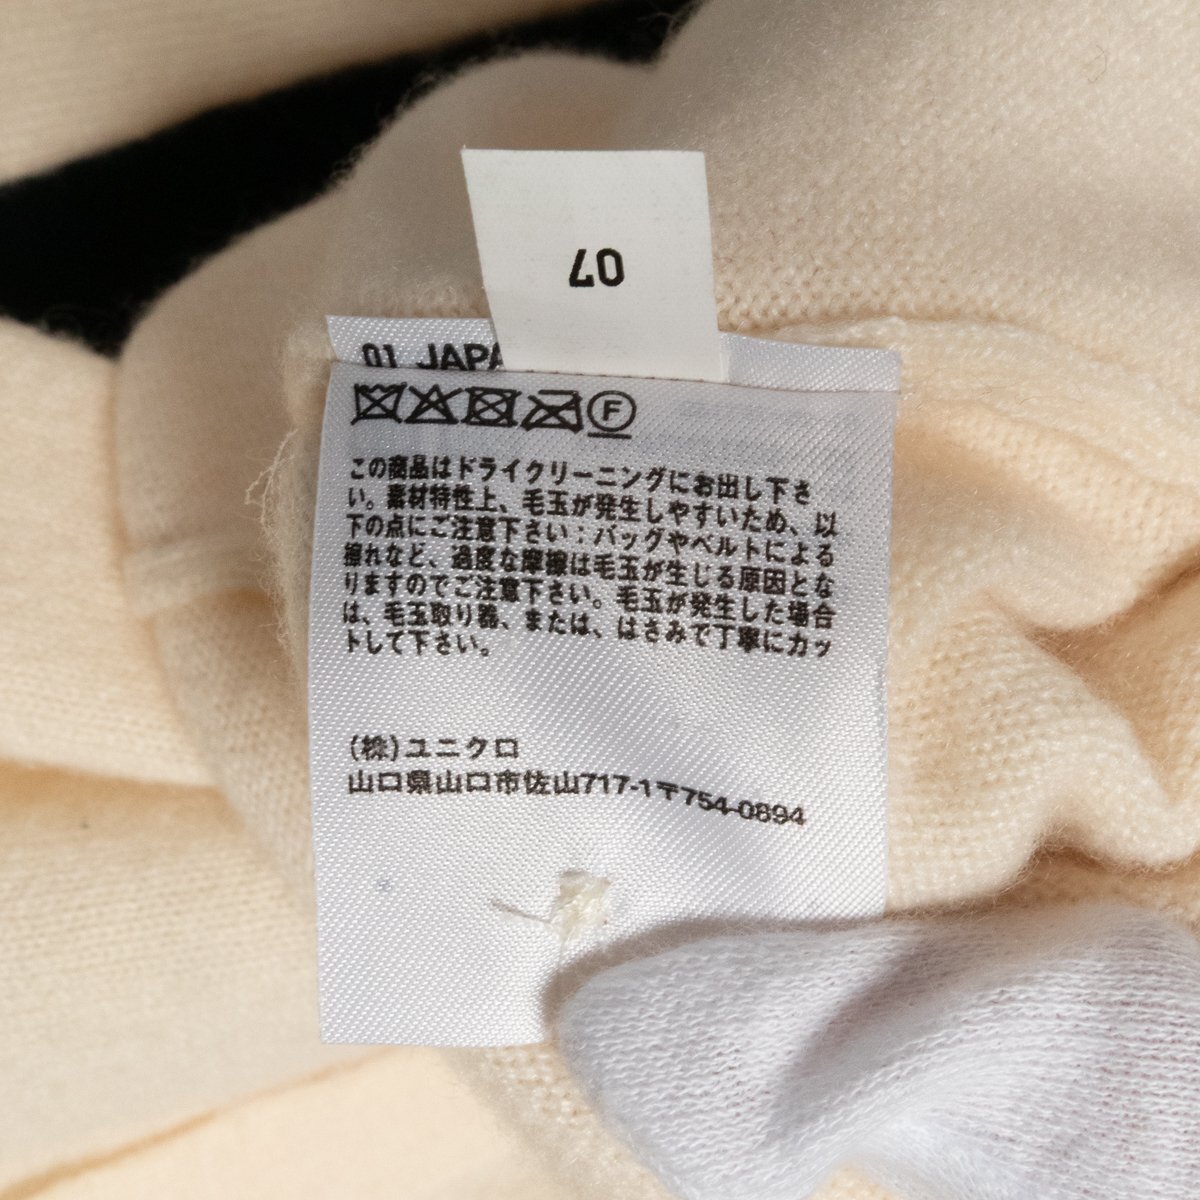 07
01 JAPA
F
この商品はドライクリーニングにお出し下さ
い。素材特性上、毛玉が発生しやすいため、以
下の点にご注意下さい：バッグやベルトによる
擦れなど、過度な摩擦は毛玉が生じる原因とな
りますのでご注意下さい。毛玉が発生した場合
は、毛玉取り器、または、はさみで丁寧にカッ
トして下さい。
(株)ユニクロ
山口県山口市佐山717-1〒754-0894